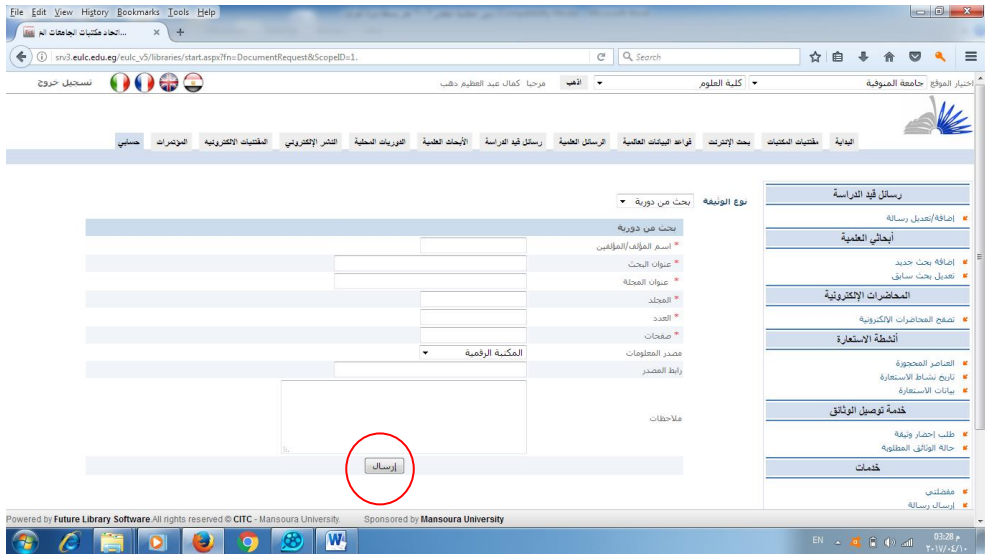 File Edit View History Bookmarks Tools Help
اتحاد مكتبات الجامعات الم...
srv3.eulc.edu.eg/eulc_v5/libraries/start.aspx?fn=DocumentRequest&ScopeID=1.
Search
اختيار الموقع جامعة المنوفية كلية العلوم اذهب مرحبا كمال عبد العظيم دهب تسجيل خروج
البداية مقتنيات المكتبات بحث الإنترنت قواعد البيانات العالمية الرسائل العلمية رسائل قيد الدراسة الأبحاث العلمية الدوريات المحلية النشر الإلكتروني المقتنيات الالكترونية المؤتمرات حسابي
رسائل قيد الدراسة
إضافة/تعديل رسالة
أبحاثي العلمية
إضافة بحث جديد
تعديل بحث سابق
المحاضرات الإلكترونية
تصفح المحاضرات الالكترونية
أنشطة الاستعارة
العناصر المحجوزة
تاريخ نشاط الاستعارة
بيانات الاستعارة
خدمة توصيل الوثائق
طلب إحضار وثيقة
حالة الوثائق المطلوبة
خدمات
مفضلتي
إرسال رسالة
نوع الوثيقة بحث من دورية
بحث من دورية
* اسم المؤلف/المؤلفين
* عنوان البحث
* عنوان المجلة
* المجلد
* العدد
* صفحات
مصدر المعلومات المكتبة الرقمية
رابط المصدر
ملاحظات
إرسال
Powered by Future Library Software.All rights reserved © CITC - Mansoura University. Sponsored by Mansoura University
EN
03:28 م
٢٠١٧/٠٤/١٠